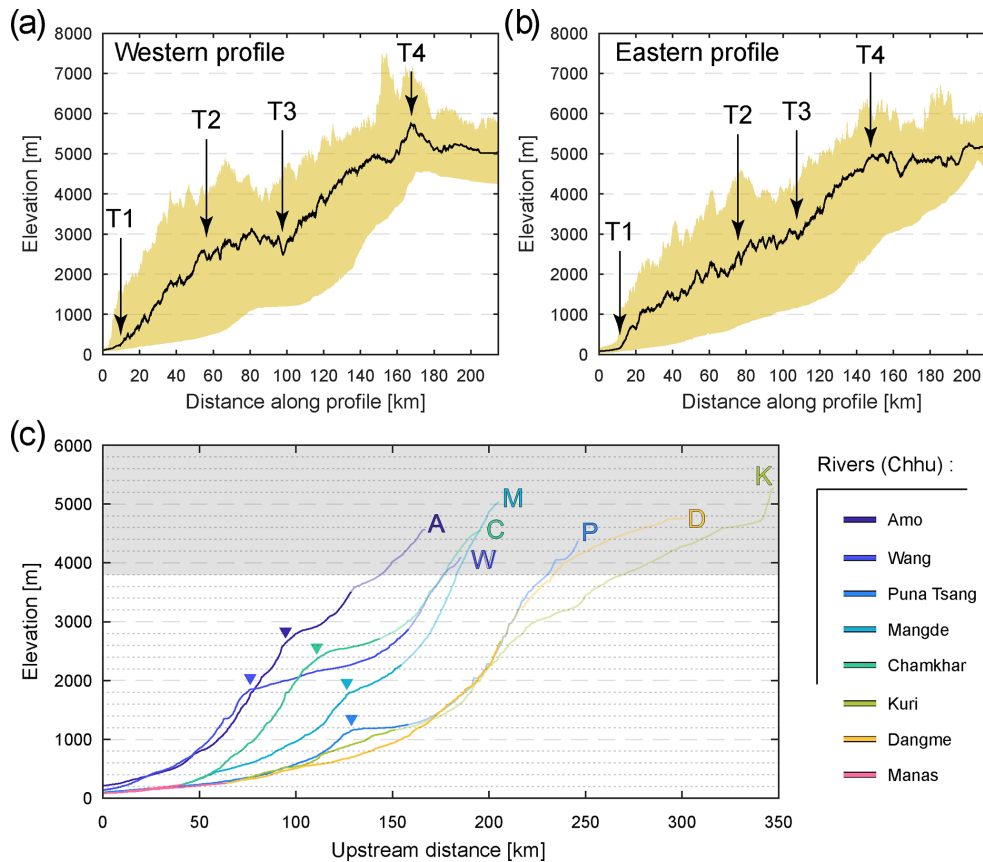 (a)
Western profile
T1
T2
T3
T4
8000
7000
6000
5000
4000
3000
2000
1000
0
Elevation [m]
0 20 40 60 80 100 120 140 160 180 200
Distance along profile [km]
(b)
Eastern profile
T1
T2
T3
T4
8000
7000
6000
5000
4000
3000
2000
1000
0
Elevation [m]
0 20 40 60 80 100 120 140 160 180 200
Distance along profile [km]
(c)
6000
5000
4000
3000
2000
1000
0
Elevation [m]
A
M
C
W
P
D
K
0 50 100 150 200 250 300 350
Upstream distance [km]
Rivers (Chhu) :
Amo
Wang
Puna Tsang
Mangde
Chamkhar
Kuri
Dangme
Manas